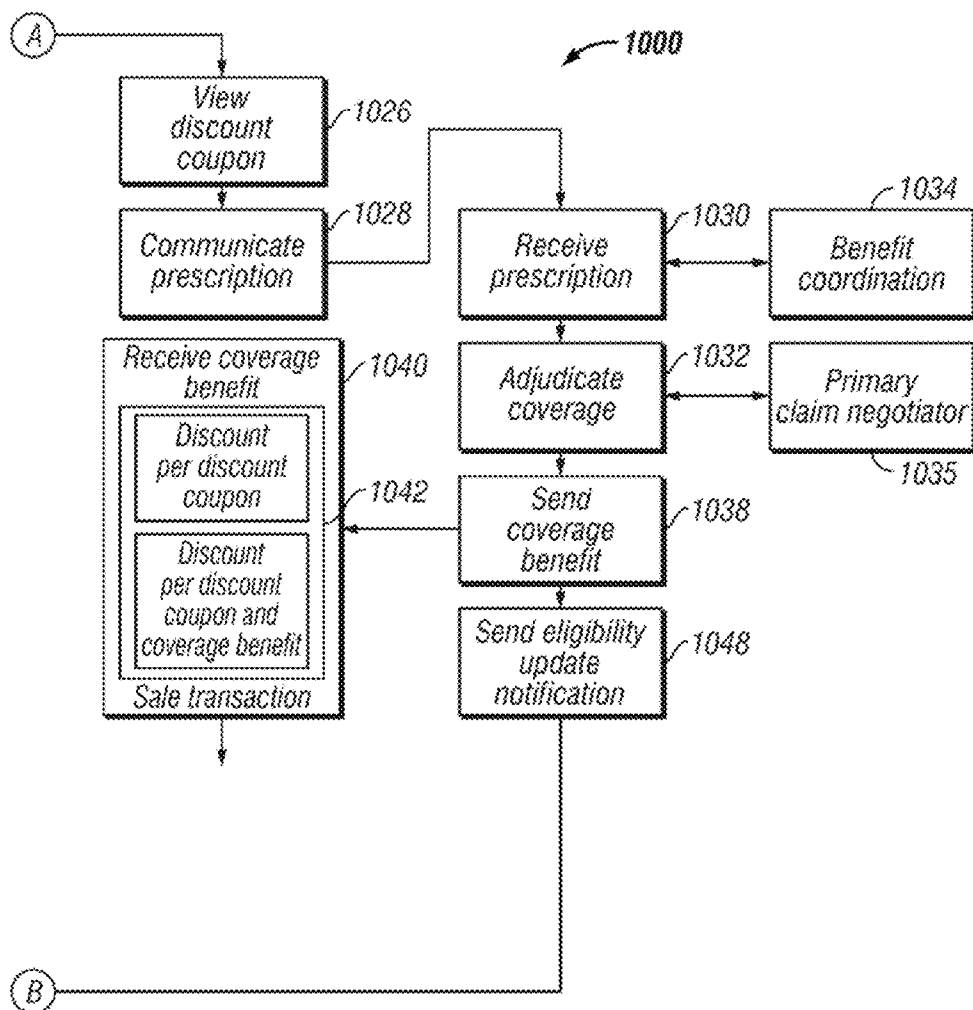 A
1000
View
discount
coupon
1026
Communicate
prescription
1028
Receive
prescription
1030
Benefit
coordination
1034
Adjudicate
coverage
1032
Primary
claim negotiator
1035
Receive coverage
benefit
1040
Discount
per discount
coupon
1042
Discount
per discount
coupon and
coverage benefit
Sale transaction
Send
coverage
benefit
1038
Send eligibility
update
notification
1048
B